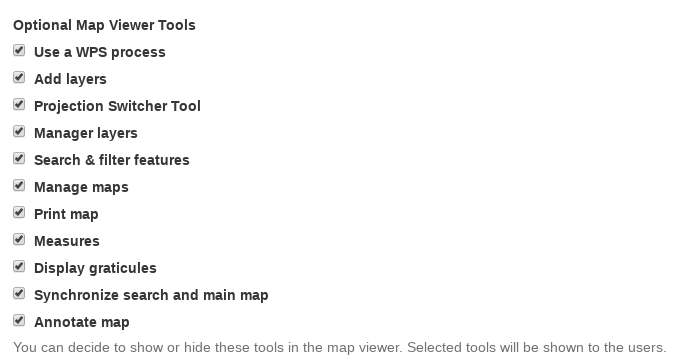 Optional Map Viewer Tools
Use a WPS process
Add layers
Projection Switcher Tool
Manager layers
Search & filter features
Manage maps
Print map
Measures
Display graticules
Synchronize search and main map
Annotate map
You can decide to show or hide these tools in the map viewer. Selected tools will be shown to the users.